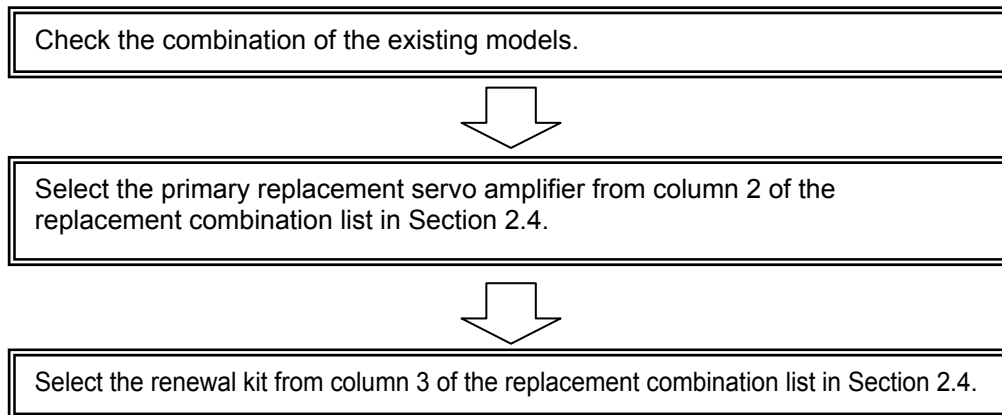 Check the combination of the existing models.
Select the primary replacement servo amplifier from column 2 of the
replacement combination list in Section 2.4.
Select the renewal kit from column 3 of the replacement combination list in Section 2.4.